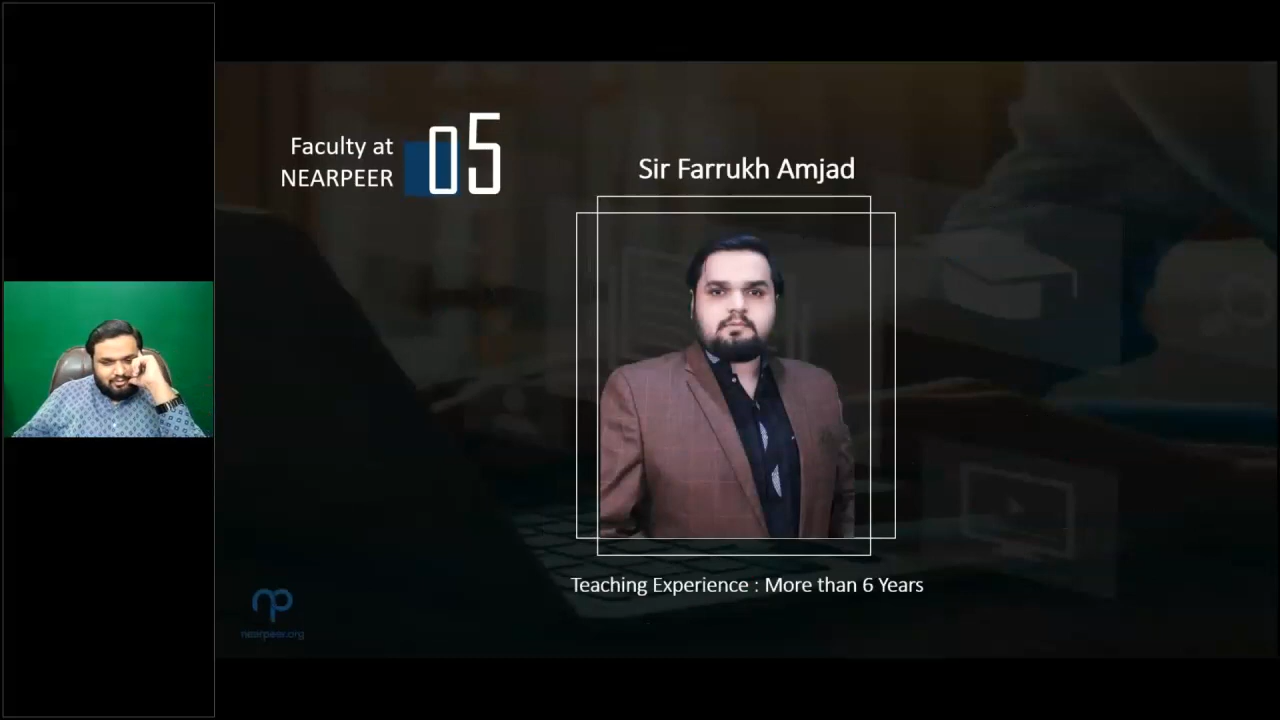 Faculty at
NEARPEER
05
Sir Farrukh Amjad
Teaching Experience : More than 6 Years
np
nearpeer.org